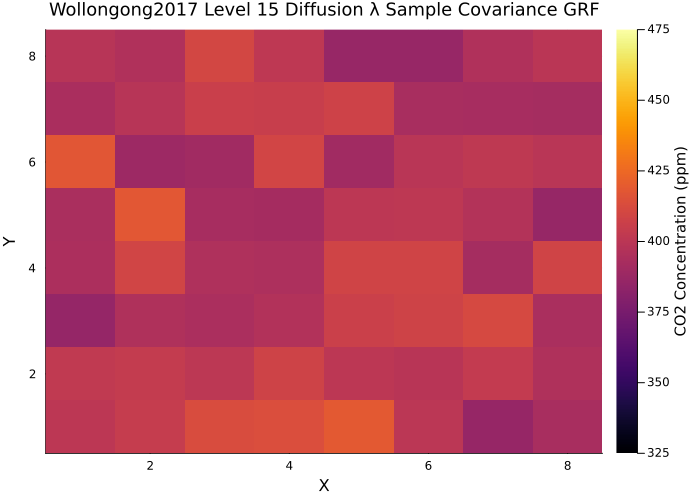 Wollongong2017 Level 15 Diffusion λ Sample Covariance GRF
8
6
4
2
Y
2 4 6 8
X
475
450
425
400
375
350
325
CO2 Concentration (ppm)